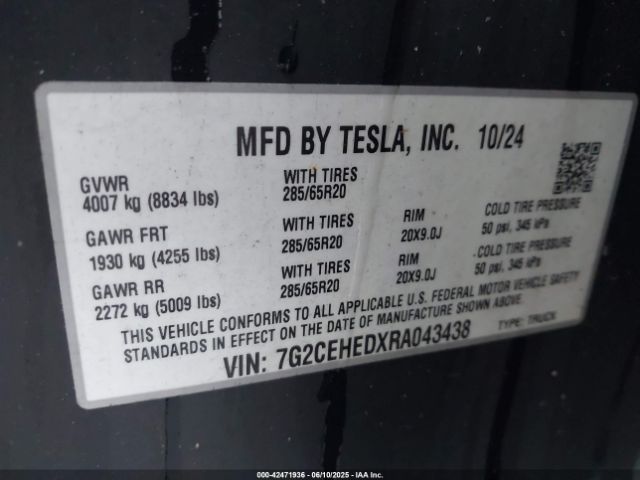 MFD BY TESLA, INC. 10/24
GVWR
4007 kg (8834 lbs)
WITH TIRES
285/65R20
GAWR FRT
1930 kg (4255 lbs)
WITH TIRES
285/65R20
RIM
20X9.0J
COLD TIRE PRESSURE
50 psi, 345 kPa
GAWR RR
2272 kg (5009 lbs)
WITH TIRES
285/65R20
RIM
20X9.0J
COLD TIRE PRESSURE
50 psi, 345 kPa
THIS VEHICLE CONFORMS TO ALL APPLICABLE U.S. FEDERAL MOTOR VEHICLE SAFETY
STANDARDS IN EFFECT ON THE DATE OF MANUFACTURE SHOWN ABOVE.
VIN: 7G2CEHEDXRA043438
TYPE: TRUCK
000-42471936 - 06/10/2025 - IAA Inc.